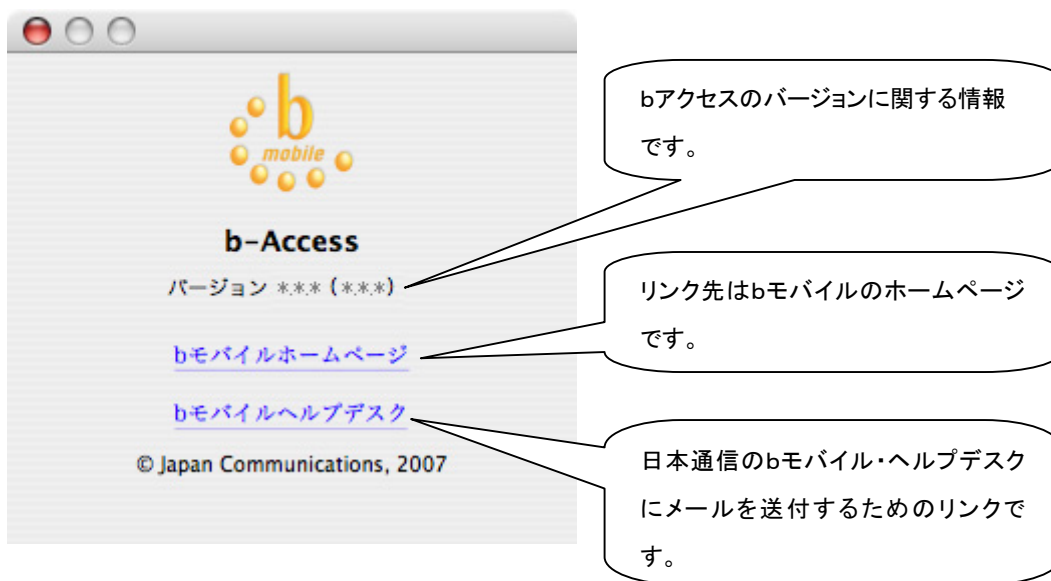 b
mobile
b-Access
バージョン *.*.* (*.*.*)
bモバイルホームページ
bモバイルヘルプデスク
© Japan Communications, 2007
bアクセスのバージョンに関する情報
です。
リンク先はbモバイルのホームページ
です。
日本通信のbモバイル・ヘルプデスク
にメールを送付するためのリンクで
す。